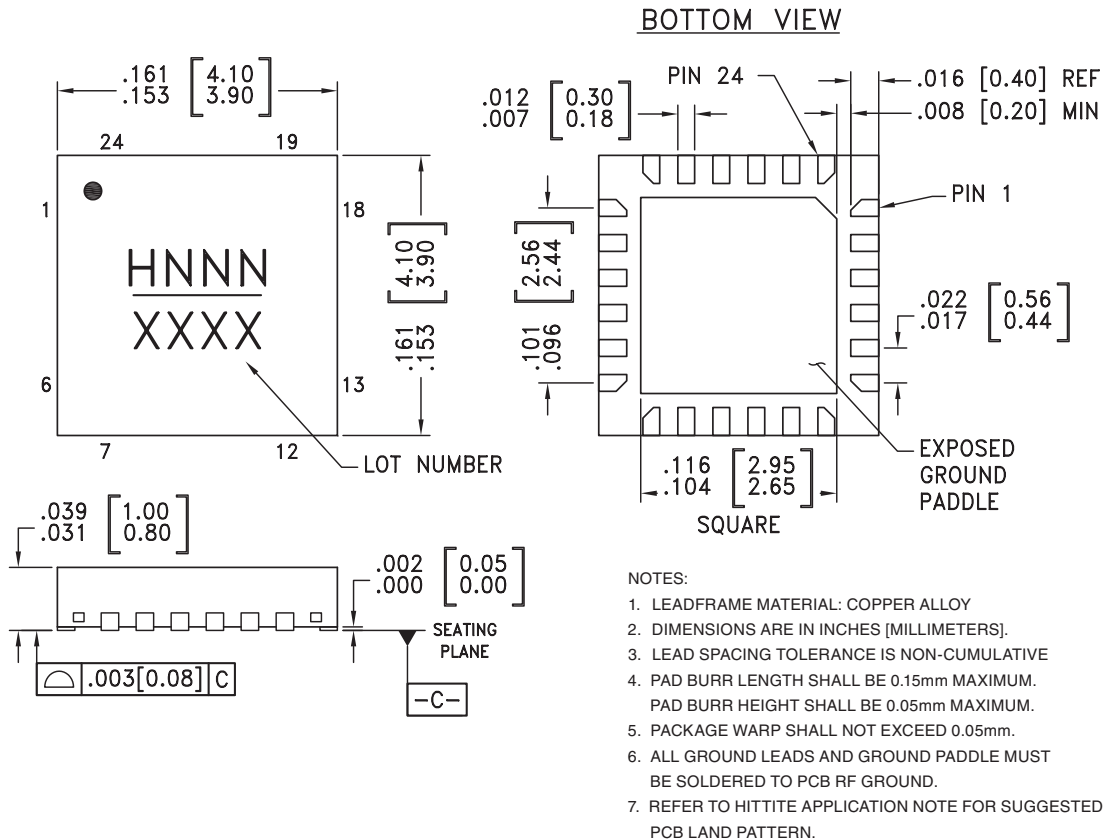 BOTTOM VIEW
.161 [4.10]
.153 [3.90]
24 19
1 18
HNNN
XXXX
6 13
7 12
LOT NUMBER
.161 [4.10]
.153 [3.90]
PIN 24
.012 [0.30]
.007 [0.18]
.016 [0.40] REF
.008 [0.20] MIN
PIN 1
.101 [2.56]
.096 [2.44]
.022 [0.56]
.017 [0.44]
.116 [2.95]
.104 [2.65]
SQUARE
EXPOSED
GROUND
PADDLE
.039 [1.00]
.031 [0.80]
.002 [0.05]
.000 [0.00]
SEATING
PLANE
.003[0.08] C
-C-
NOTES:
1. LEADFRAME MATERIAL: COPPER ALLOY
2. DIMENSIONS ARE IN INCHES [MILLIMETERS].
3. LEAD SPACING TOLERANCE IS NON-CUMULATIVE
4. PAD BURR LENGTH SHALL BE 0.15mm MAXIMUM.
PAD BURR HEIGHT SHALL BE 0.05mm MAXIMUM.
5. PACKAGE WARP SHALL NOT EXCEED 0.05mm.
6. ALL GROUND LEADS AND GROUND PADDLE MUST
BE SOLDERED TO PCB RF GROUND.
7. REFER TO HITTITE APPLICATION NOTE FOR SUGGESTED
PCB LAND PATTERN.